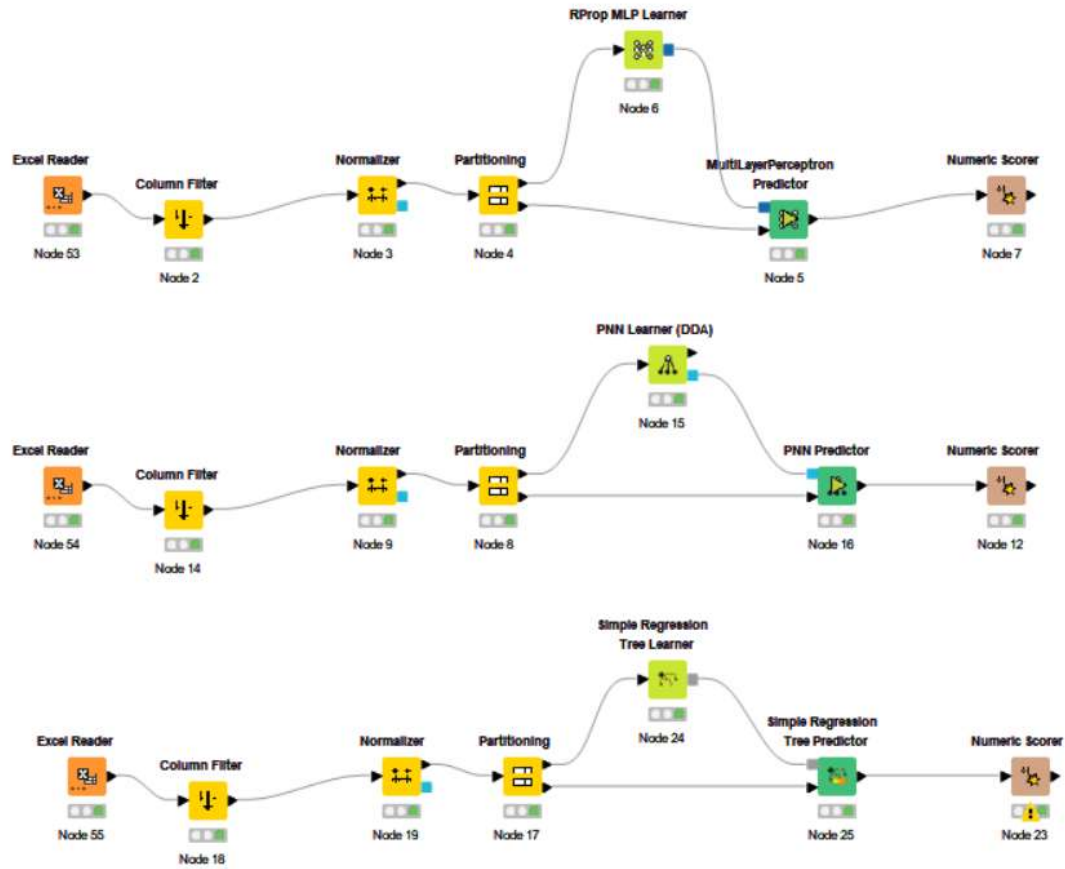 RProp MLP Learner
Node 6
Excel Reader
Node 53
Column Filter
Node 2
Normalizer
Node 3
Partitioning
Node 4
MultiLayerPerceptron
Predictor
Node 5
Numeric Scorer
Node 7
PNN Learner (DDA)
Node 15
Excel Reader
Node 54
Column Filter
Node 14
Normalizer
Node 9
Partitioning
Node 8
PNN Predictor
Node 16
Numeric Scorer
Node 12
Simple Regression
Tree Learner
Node 24
Excel Reader
Node 55
Column Filter
Node 18
Normalizer
Node 19
Partitioning
Node 17
Simple Regression
Tree Predictor
Node 25
Numeric Scorer
Node 23